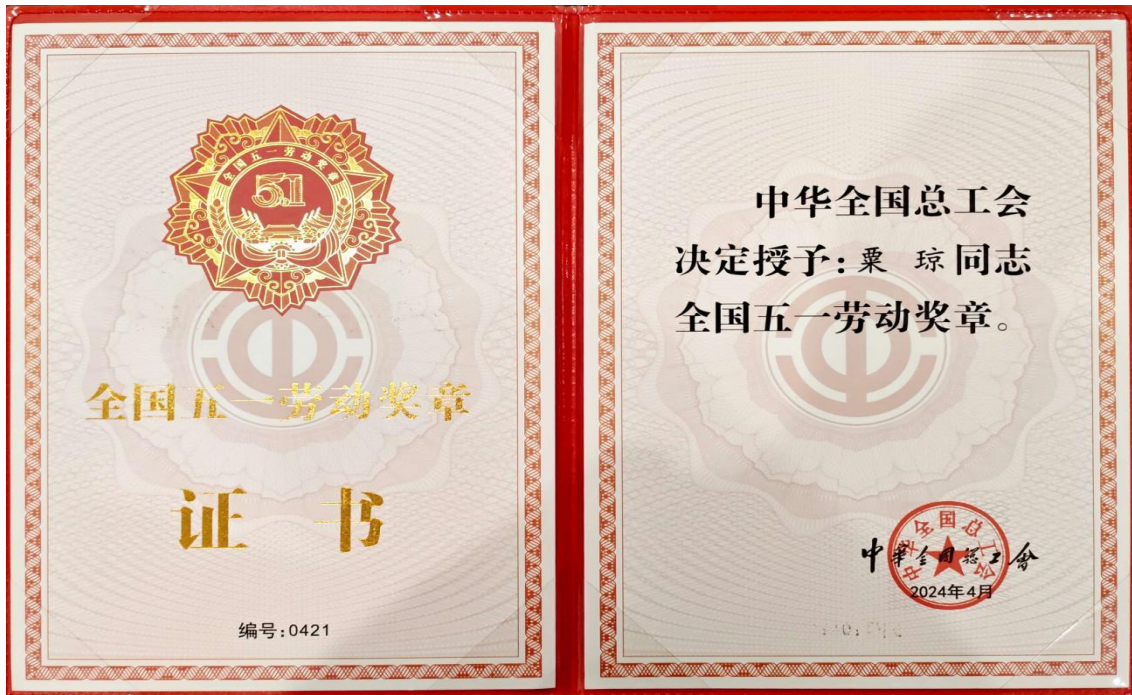 全国五一劳动奖章
51
全国五一劳动奖章
证 书
编号:0421
中华全国总工会
决定授予:粟 琼同志
全国五一劳动奖章。
中华全国总工会
中華全国總工會
2024年4月